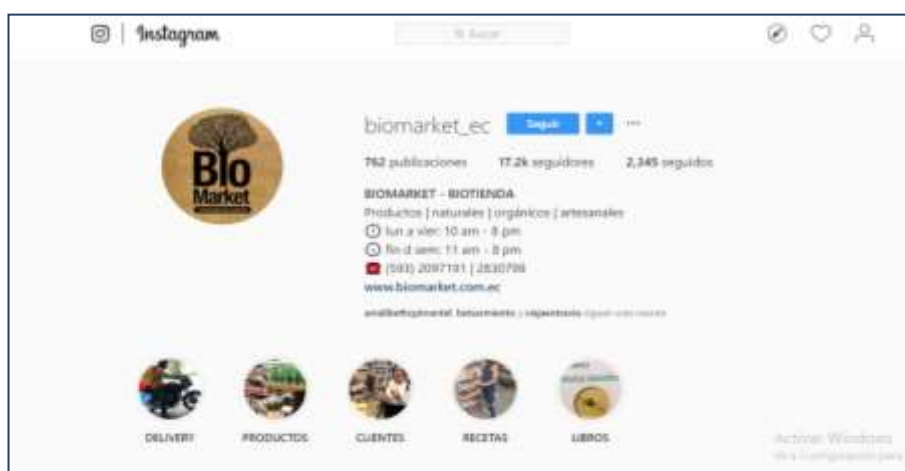 Instagram
Buscar
Bio
Market
biomarket_ec Seguir
762 publicaciones 17.2k seguidores 2,345 seguidos
BIOMARKET - BIOTIENDA
Productos | naturales | orgánicos | artesanales
lun a vier: 10 am - 8 pm
fin d sem: 11 am - 8 pm
(593) 2097191 | 2830798
www.biomarket.com.ec
DELIVERY PRODUCTOS CLIENTES RECETAS LIBROS
Activar Windows